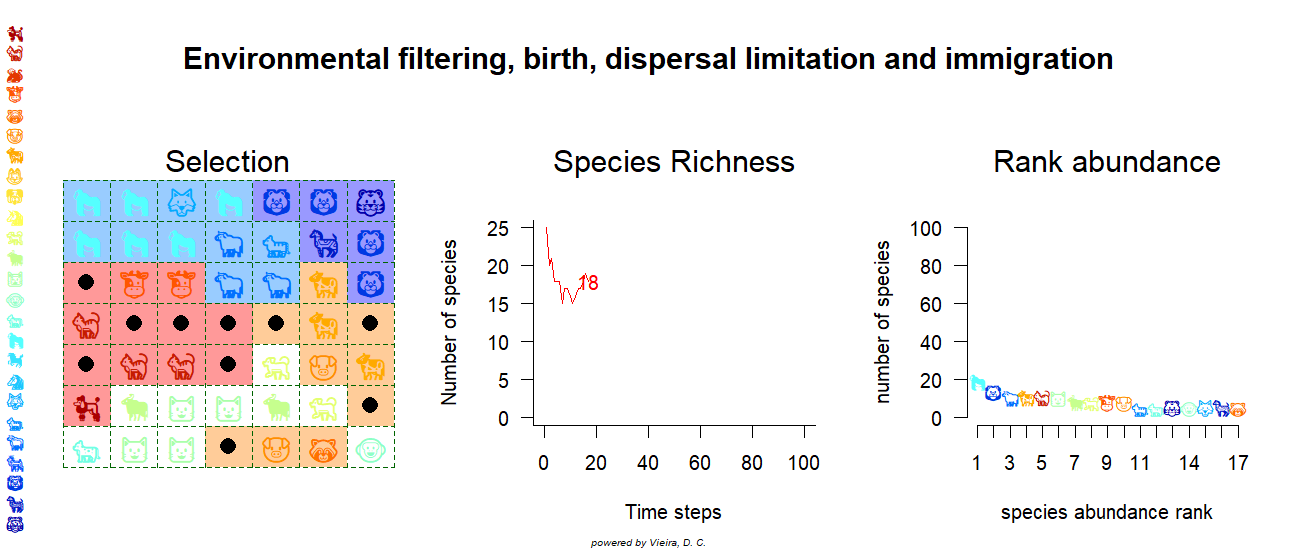 Environmental filtering, birth, dispersal limitation and immigration
Selection
Species Richness
Number of species
25
20
15
10
5
0
18
0 20 40 60 80 100
Time steps
Rank abundance
number of species
100
80
60
40
20
0
1 3 5 7 9 11 14 17
species abundance rank
powered by Vieira, D. C.